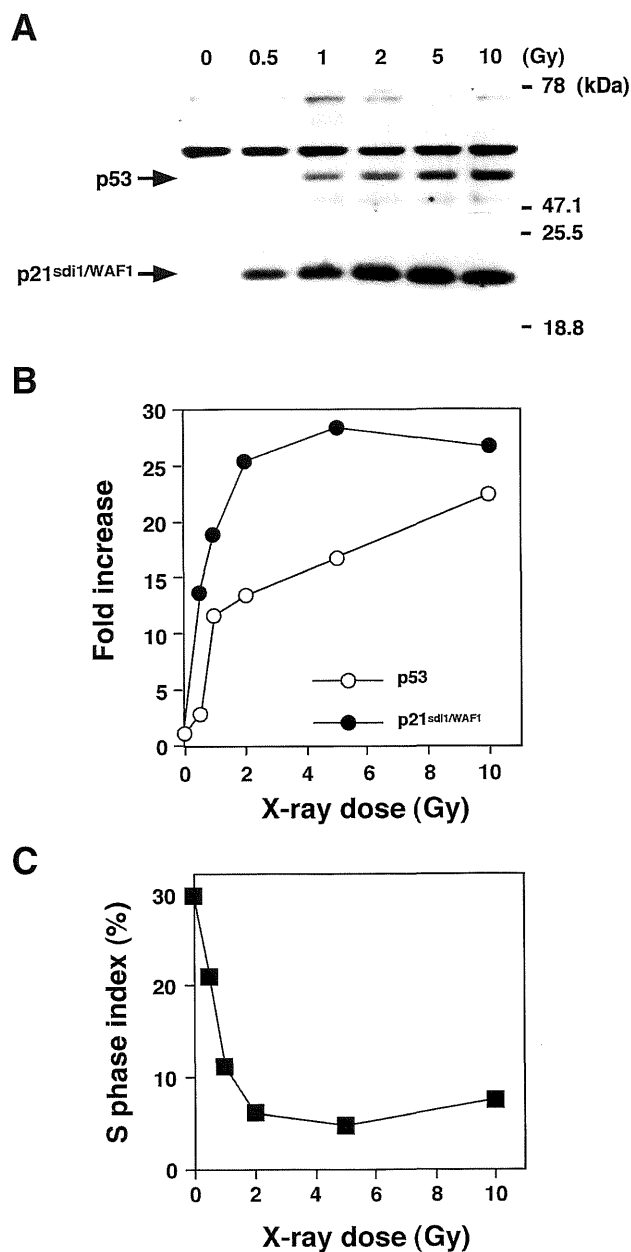 A
0 0.5 1 2 5 10 (Gy)
78 (kDa)
p53
47.1
25.5
p21sdi1/WAF1
18.8
B
30
25
20
15
10
5
0
Fold increase
p53
p21sdi1/WAF1
0 2 4 6 8 10
X-ray dose (Gy)
C
30
20
10
0
S phase index (%)
0 2 4 6 8 10
X-ray dose (Gy)